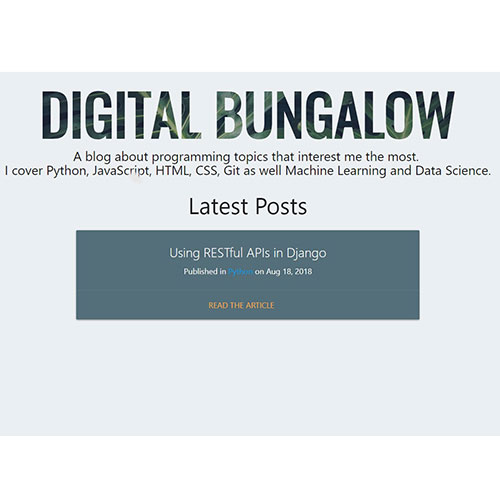 DIGITAL BUNGALOW
A blog about programming topics that interest me the most.
I cover Python, JavaScript, HTML, CSS, Git as well Machine Learning and Data Science.
Latest Posts
Using RESTful APIs in Django
Published in Python on Aug 18, 2018
READ THE ARTICLE